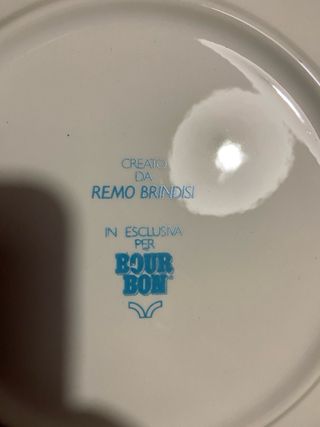 CREATO
DA
REMO BRINDISI
IN ESCLUSIVA
PER
BOUR
BON